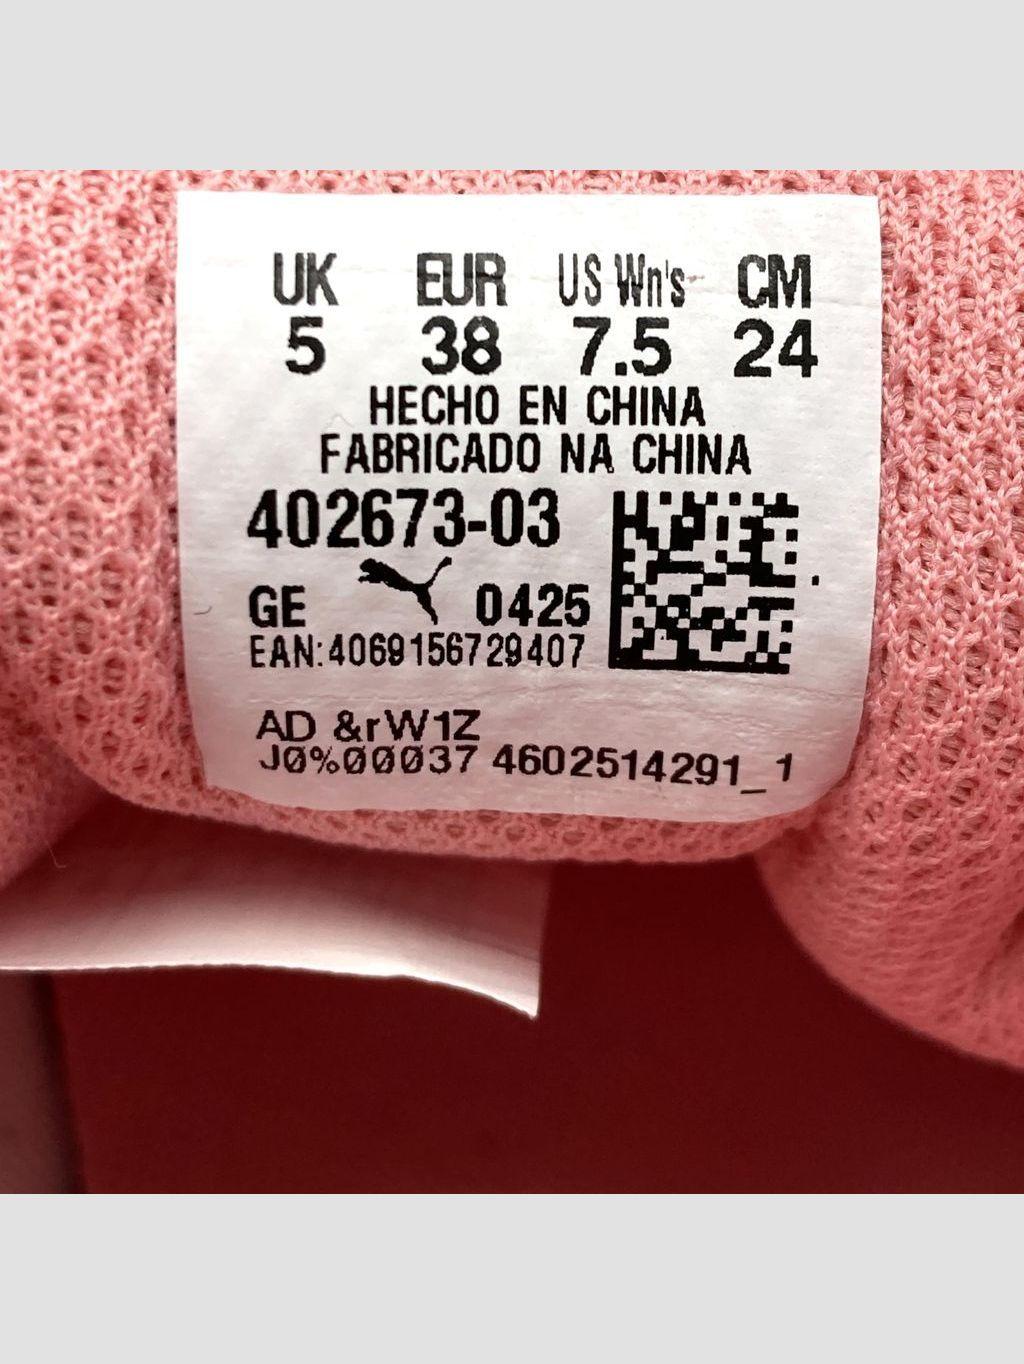 UK EUR US Wn's CM
5 38 7.5 24
HECHO EN CHINA
FABRICADO NA CHINA
402673-03
GE 0425
EAN:4069156729407
AD &rW1Z
J0%00037 4602514291_1